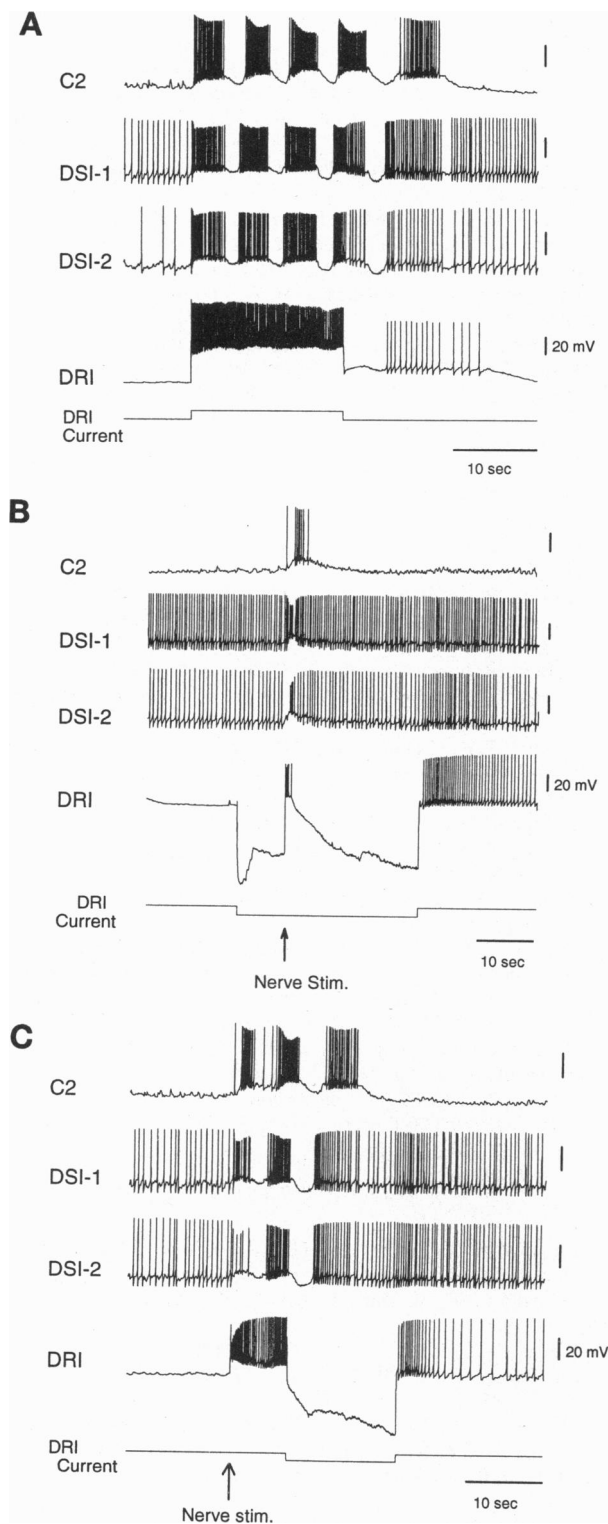 A
C2
DSI-1
DSI-2
20 mV
DRI
DRI
Current
10 sec
B
C2
DSI-1
DSI-2
20 mV
DRI
DRI
Current
10 sec
Nerve Stim.
C
C2
DSI-1
DSI-2
DRI
20 mV
DRI
Current
10 sec
Nerve stim.